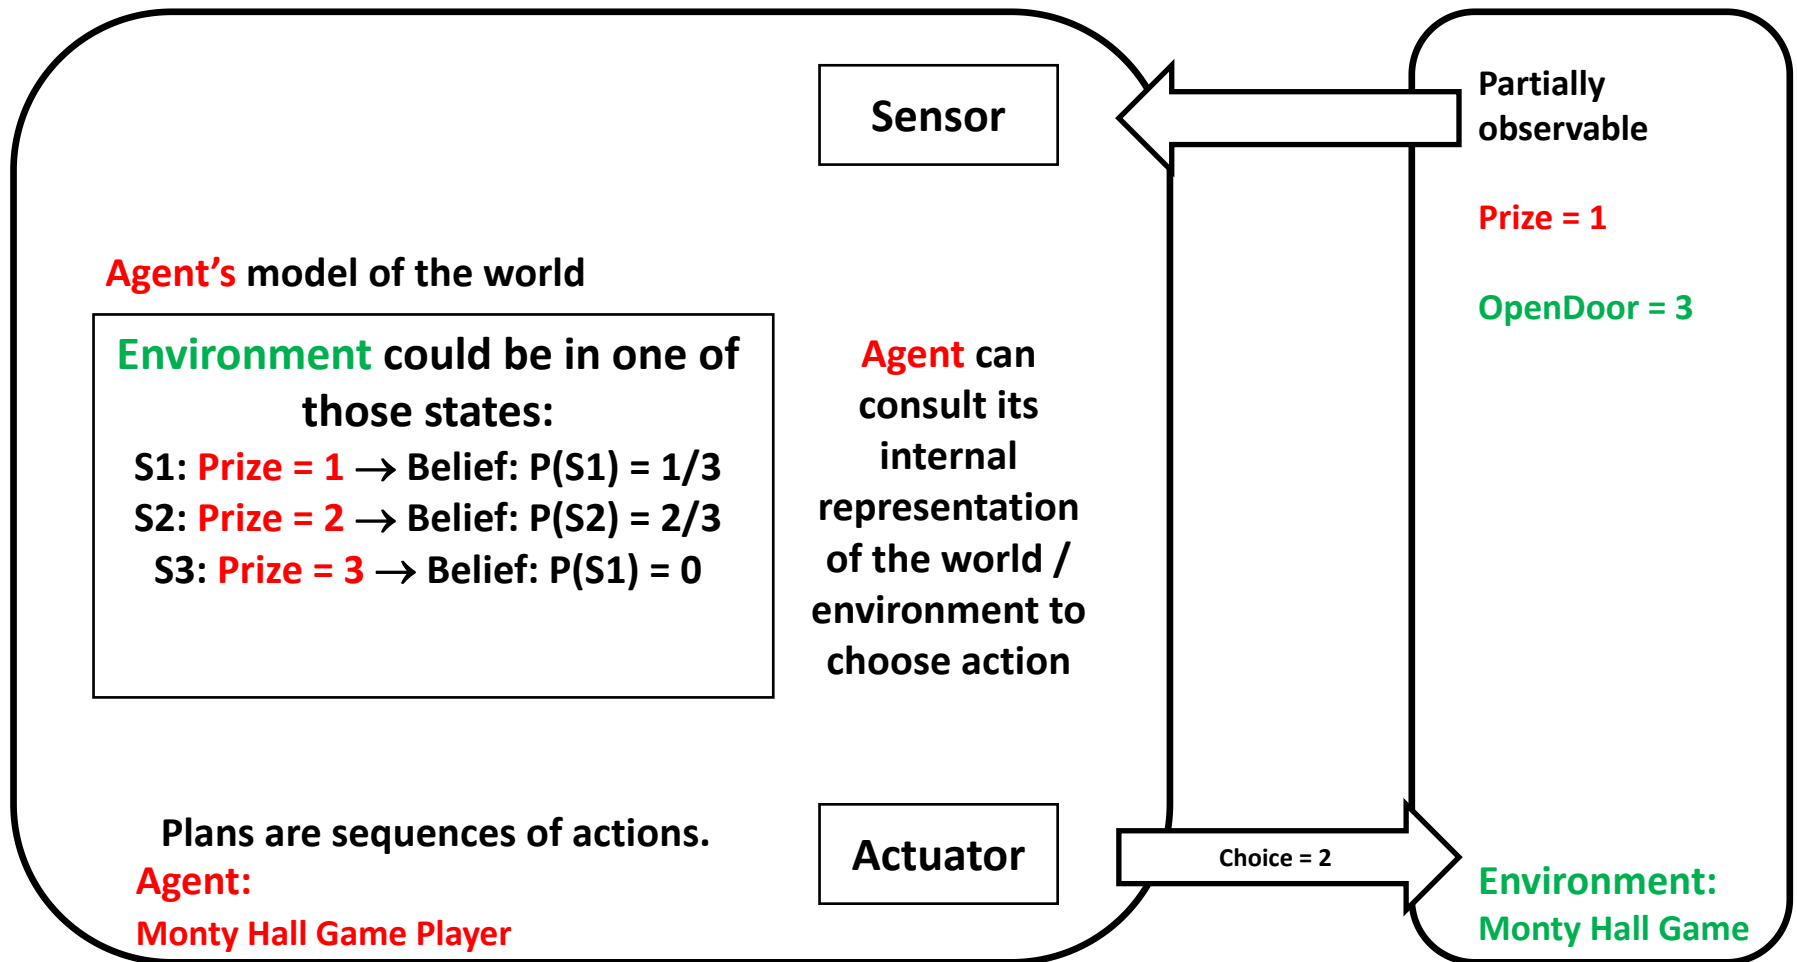 Sensor
Partially
observable
Prize = 1
OpenDoor = 3
Agent's model of the world
Environment could be in one of
those states:
S1: Prize = 1 → Belief: P(S1) = 1/3
S2: Prize = 2 → Belief: P(S2) = 2/3
S3: Prize = 3 → Belief: P(S1) = 0
Agent can
consult its
internal
representation
of the world /
environment to
choose action
Plans are sequences of actions.
Agent:
Monty Hall Game Player
Actuator
Choice = 2
Environment:
Monty Hall Game